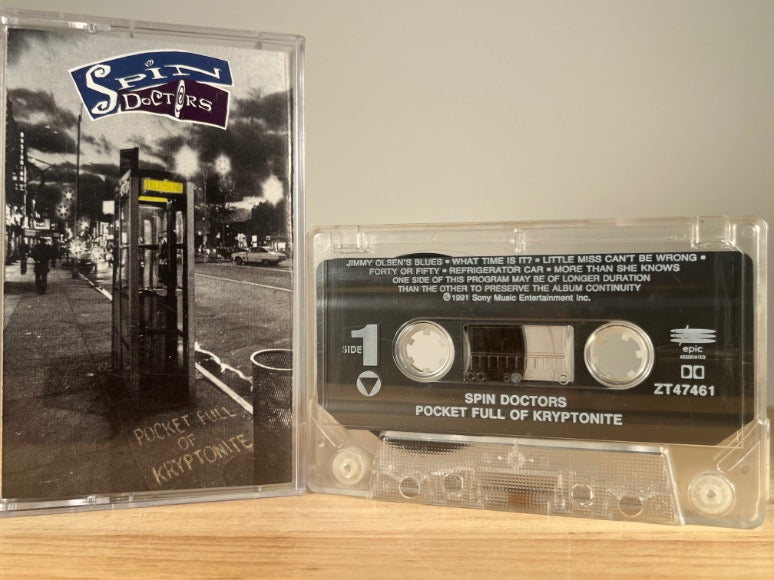 SPIN
DOCTORS
POCKET FULL
OF
KRYPTONITE
JIMMY OLSEN'S BLUES • WHAT TIME IS IT? • LITTLE MISS CAN'T BE WRONG •
FORTY OR FIFTY • REFRIGERATOR CAR • MORE THAN SHE KNOWS
ONE SIDE OF THIS PROGRAM MAY BE OF LONGER DURATION
THAN THE OTHER TO PRESERVE THE ALBUM CONTINUITY
℗ 1991 Sony Music Entertainment Inc.
SIDE 1
epic
ASSOCIATED
ZT47461
SPIN DOCTORS
POCKET FULL OF KRYPTONITE